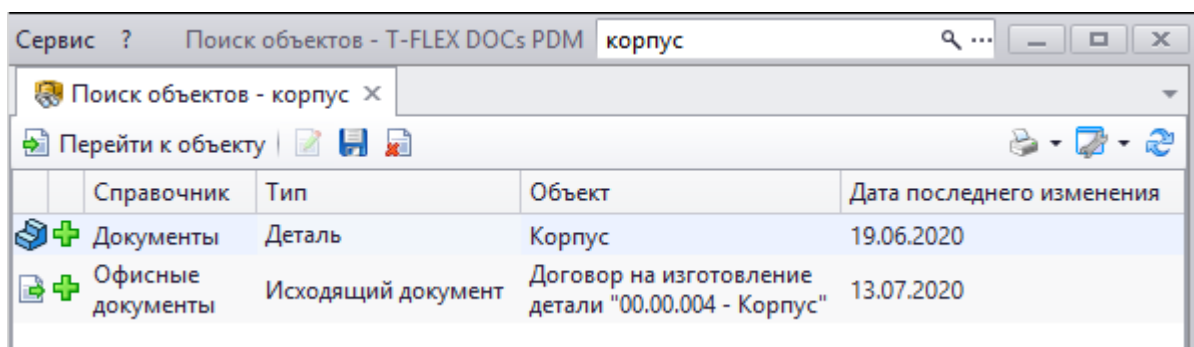 Сервис ? Поиск объектов - T-FLEX DOCs PDM корпус
Поиск объектов - корпус
Перейти к объекту
Справочник Тип Объект Дата последнего изменения
Документы Деталь Корпус 19.06.2020
Офисные документы Исходящий документ Договор на изготовление детали "00.00.004 - Корпус" 13.07.2020